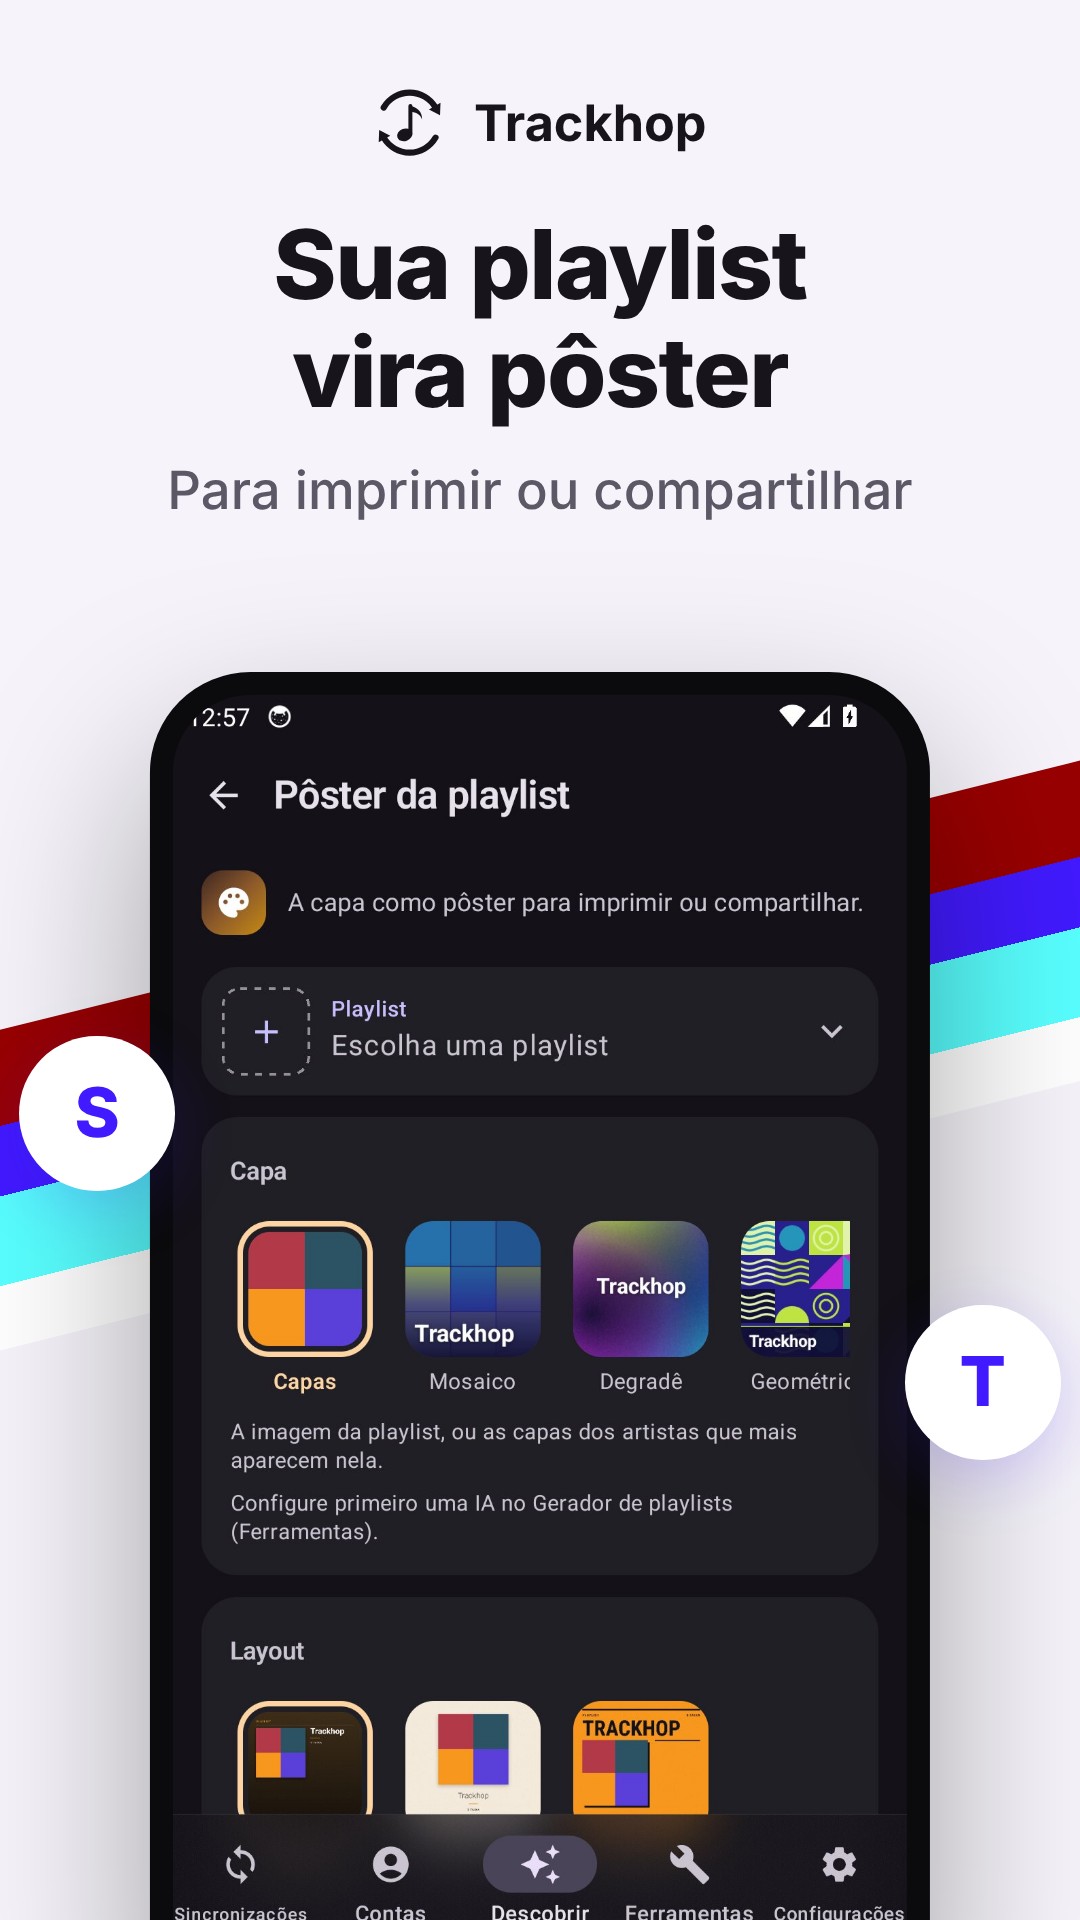 Trackhop
Sua playlist
vira pôster
Para imprimir ou compartilhar
12:57
Pôster da playlist
A capa como pôster para imprimir ou compartilhar.
Playlist
Escolha uma playlist
S
Capa
Trackhop
Trackhop
Trackhop
Capas
Mosaico
Degradê
Geométric
T
A imagem da playlist, ou as capas dos artistas que mais
aparecem nela.
Configure primeiro uma IA no Gerador de playlists
(Ferramentas).
Layout
Trackhop
Trackhop
TRACKHOP
Sincronizações
Contas
Descobrir
Ferramentas
Configurações